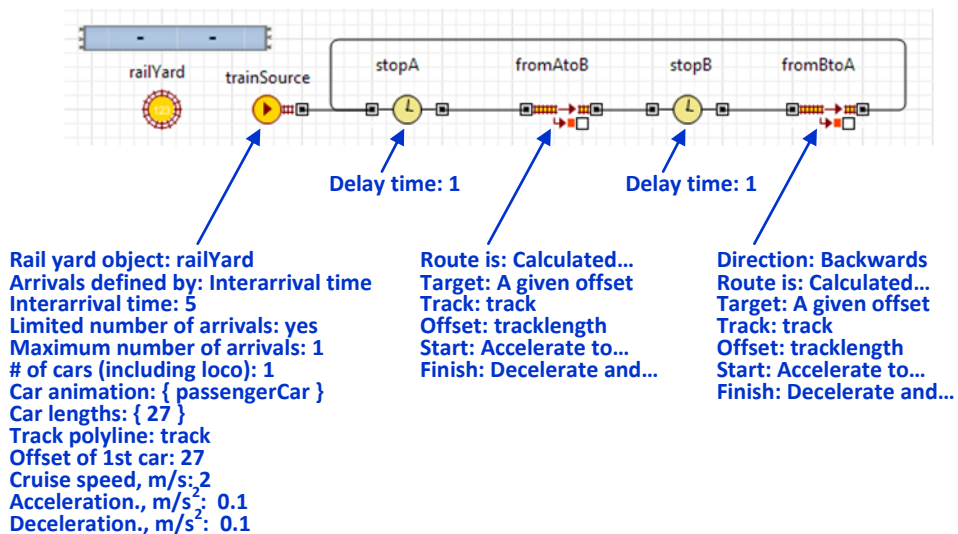 railYard
trainSource
stopA
fromAtoB
stopB
fromBtoA
123
Delay time: 1
Delay time: 1
Rail yard object: railYard
Arrivals defined by: Interarrival time
Interarrival time: 5
Limited number of arrivals: yes
Maximum number of arrivals: 1
# of cars (including loco): 1
Car animation: { passengerCar }
Car lengths: { 27 }
Track polyline: track
Offset of 1st car: 27
Cruise speed, m/s: 2
Acceleration., m/s²: 0.1
Deceleration., m/s²: 0.1
Route is: Calculated...
Target: A given offset
Track: track
Offset: tracklength
Start: Accelerate to...
Finish: Decelerate and...
Direction: Backwards
Route is: Calculated...
Target: A given offset
Track: track
Offset: tracklength
Start: Accelerate to...
Finish: Decelerate and...